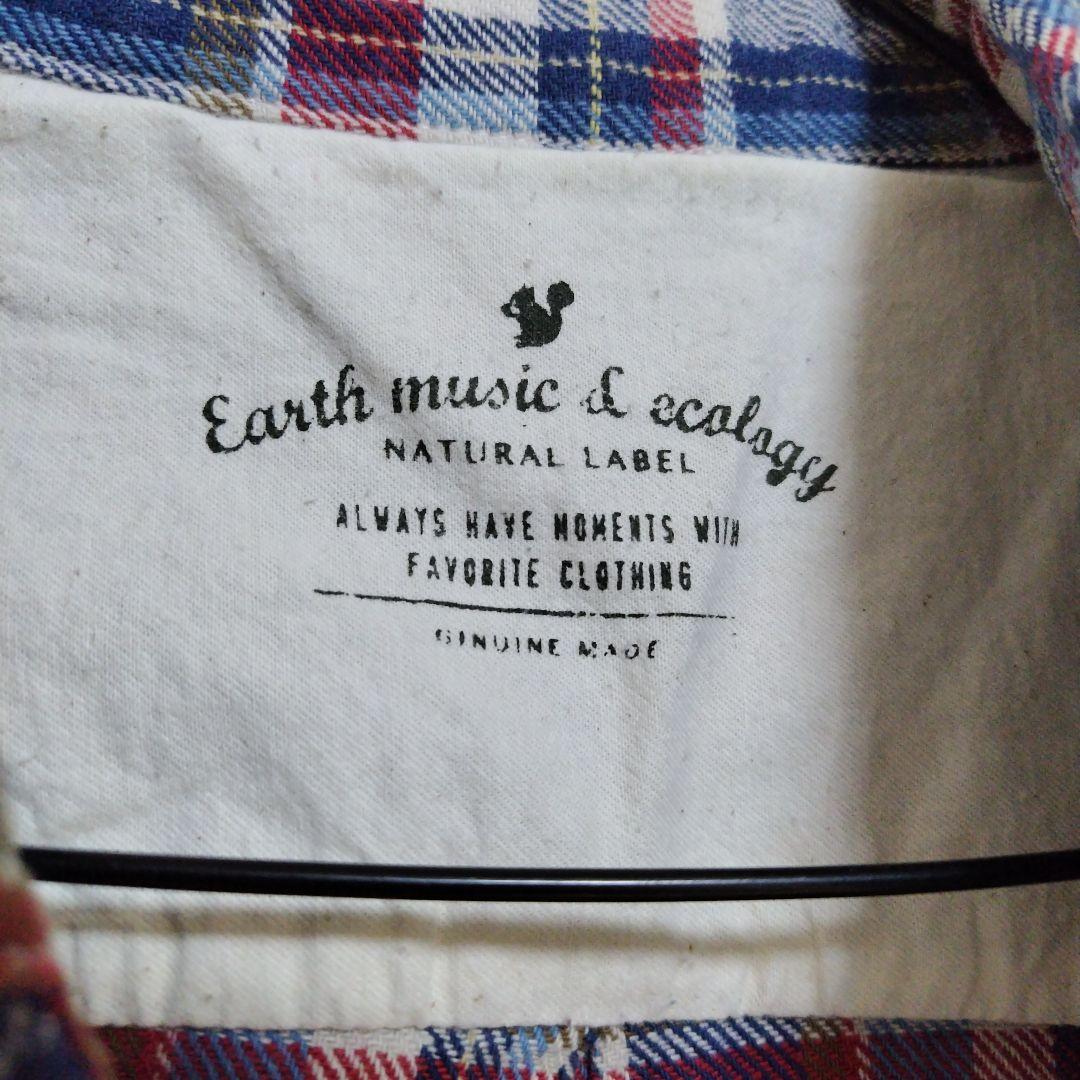 Earth music & ecology
NATURAL LABEL
ALWAYS HAVE MOMENTS WITH
FAVORITE CLOTHING
GINUINE MADE